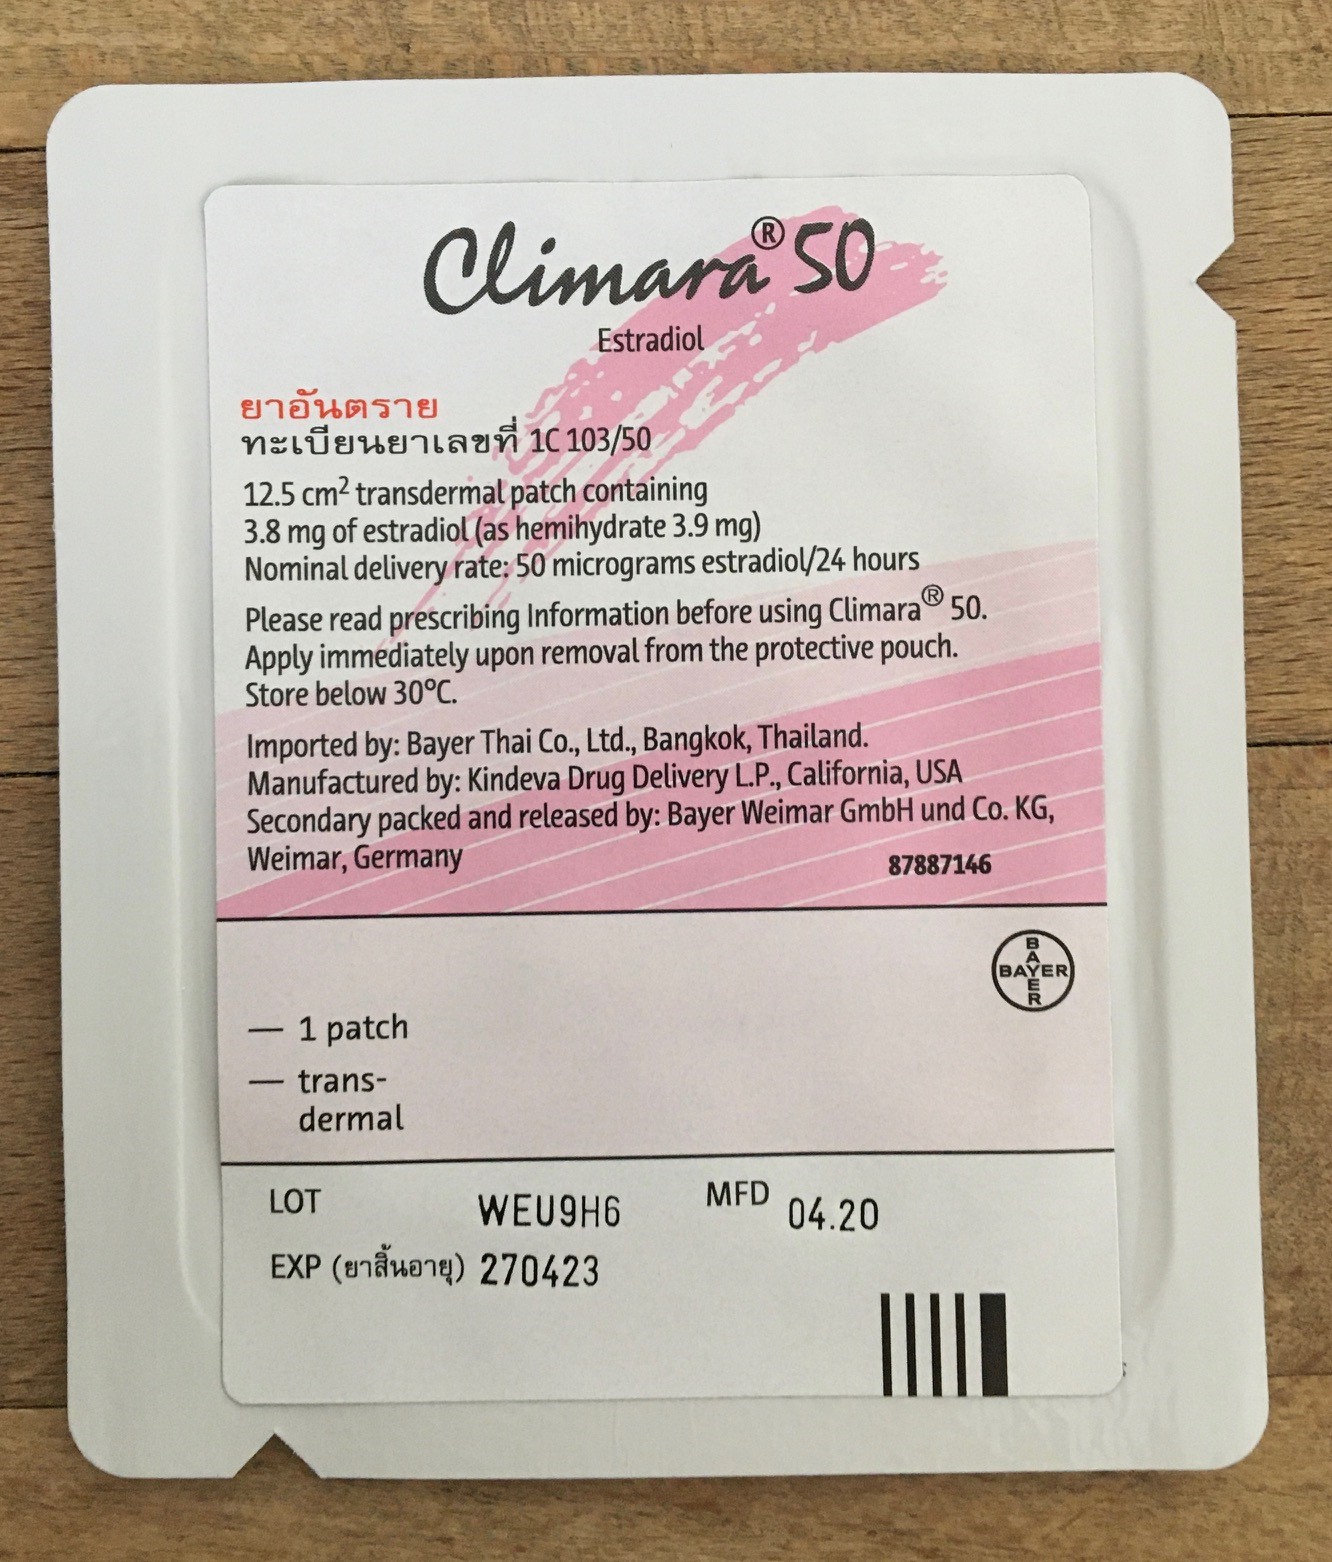 Climara® 50
Estradiol
ยาอันตราย
ทะเบียนยาเลขที่ 1C 103/50
12.5 cm² transdermal patch containing
3.8 mg of estradiol (as hemihydrate 3.9 mg)
Nominal delivery rate: 50 micrograms estradiol/24 hours
Please read prescribing Information before using Climara® 50.
Apply immediately upon removal from the protective pouch.
Store below 30°C.
Imported by: Bayer Thai Co., Ltd., Bangkok, Thailand.
Manufactured by: Kindeva Drug Delivery L.P., California, USA
Secondary packed and released by: Bayer Weimar GmbH und Co. KG,
Weimar, Germany 87887146
BAYER
BAYER
— 1 patch
— trans-
dermal
LOT WEU9H6 MFD 04.20
EXP (ยาสิ้นอายุ) 270423